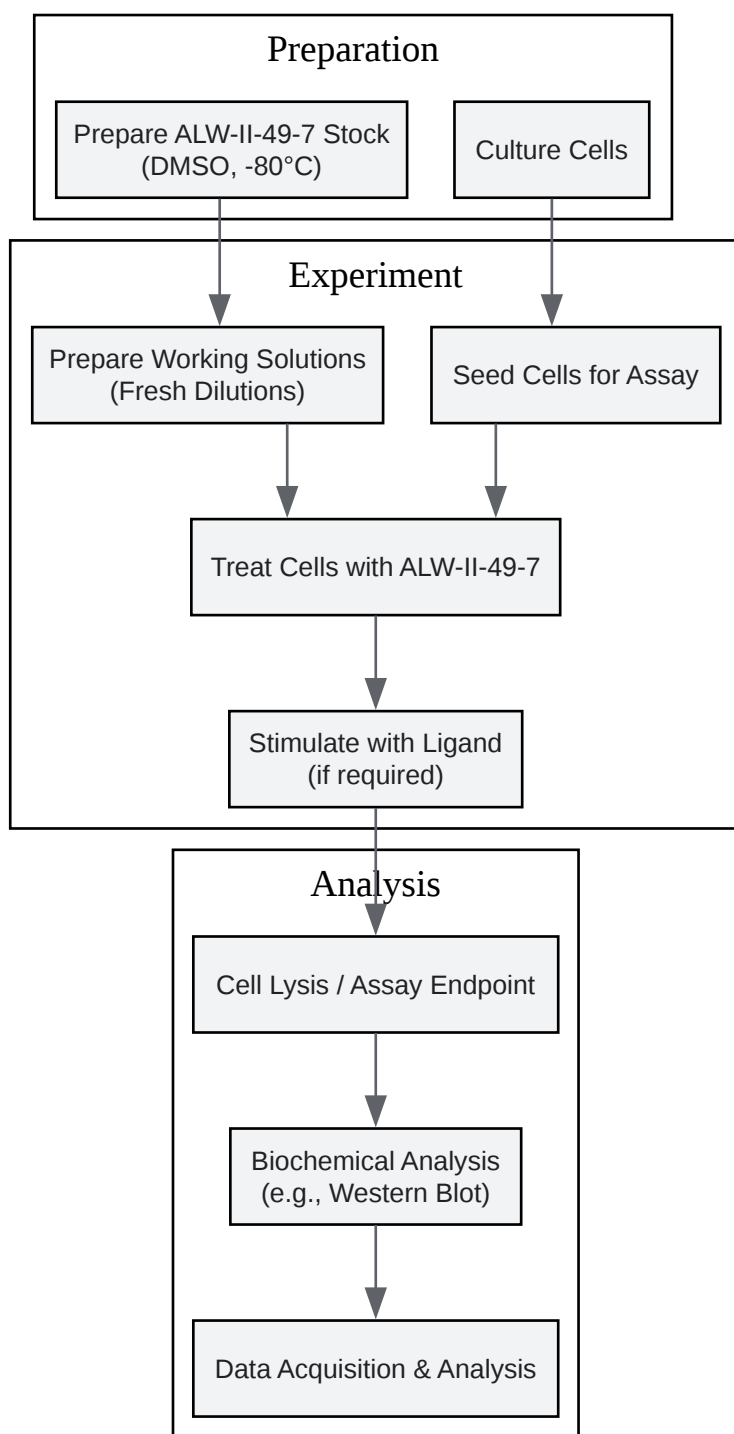 Preparation
Prepare ALW-II-49-7 Stock
(DMSO, -80°C)
Culture Cells
Experiment
Prepare Working Solutions
(Fresh Dilutions)
Seed Cells for Assay
Treat Cells with ALW-II-49-7
Stimulate with Ligand
(if required)
Analysis
Cell Lysis / Assay Endpoint
Biochemical Analysis
(e.g., Western Blot)
Data Acquisition & Analysis